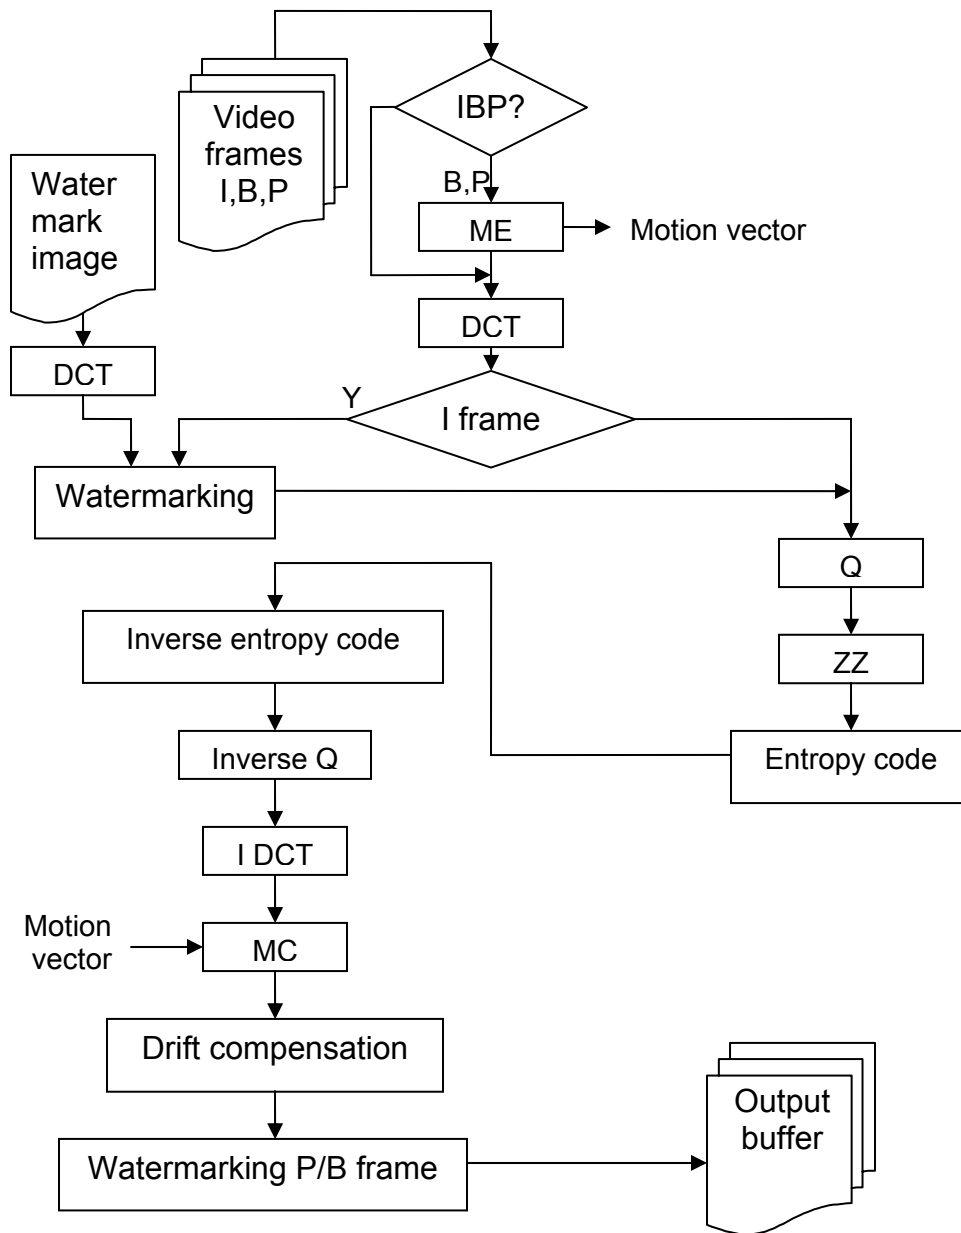 IBP?
Video
frames
I,B,P
Water
mark
image
B,P
ME
Motion vector
DCT
DCT
Y
I frame
Watermarking
Q
Inverse entropy code
ZZ
Inverse Q
Entropy code
I DCT
Motion
vector
MC
Drift compensation
Output
buffer
Watermarking P/B frame